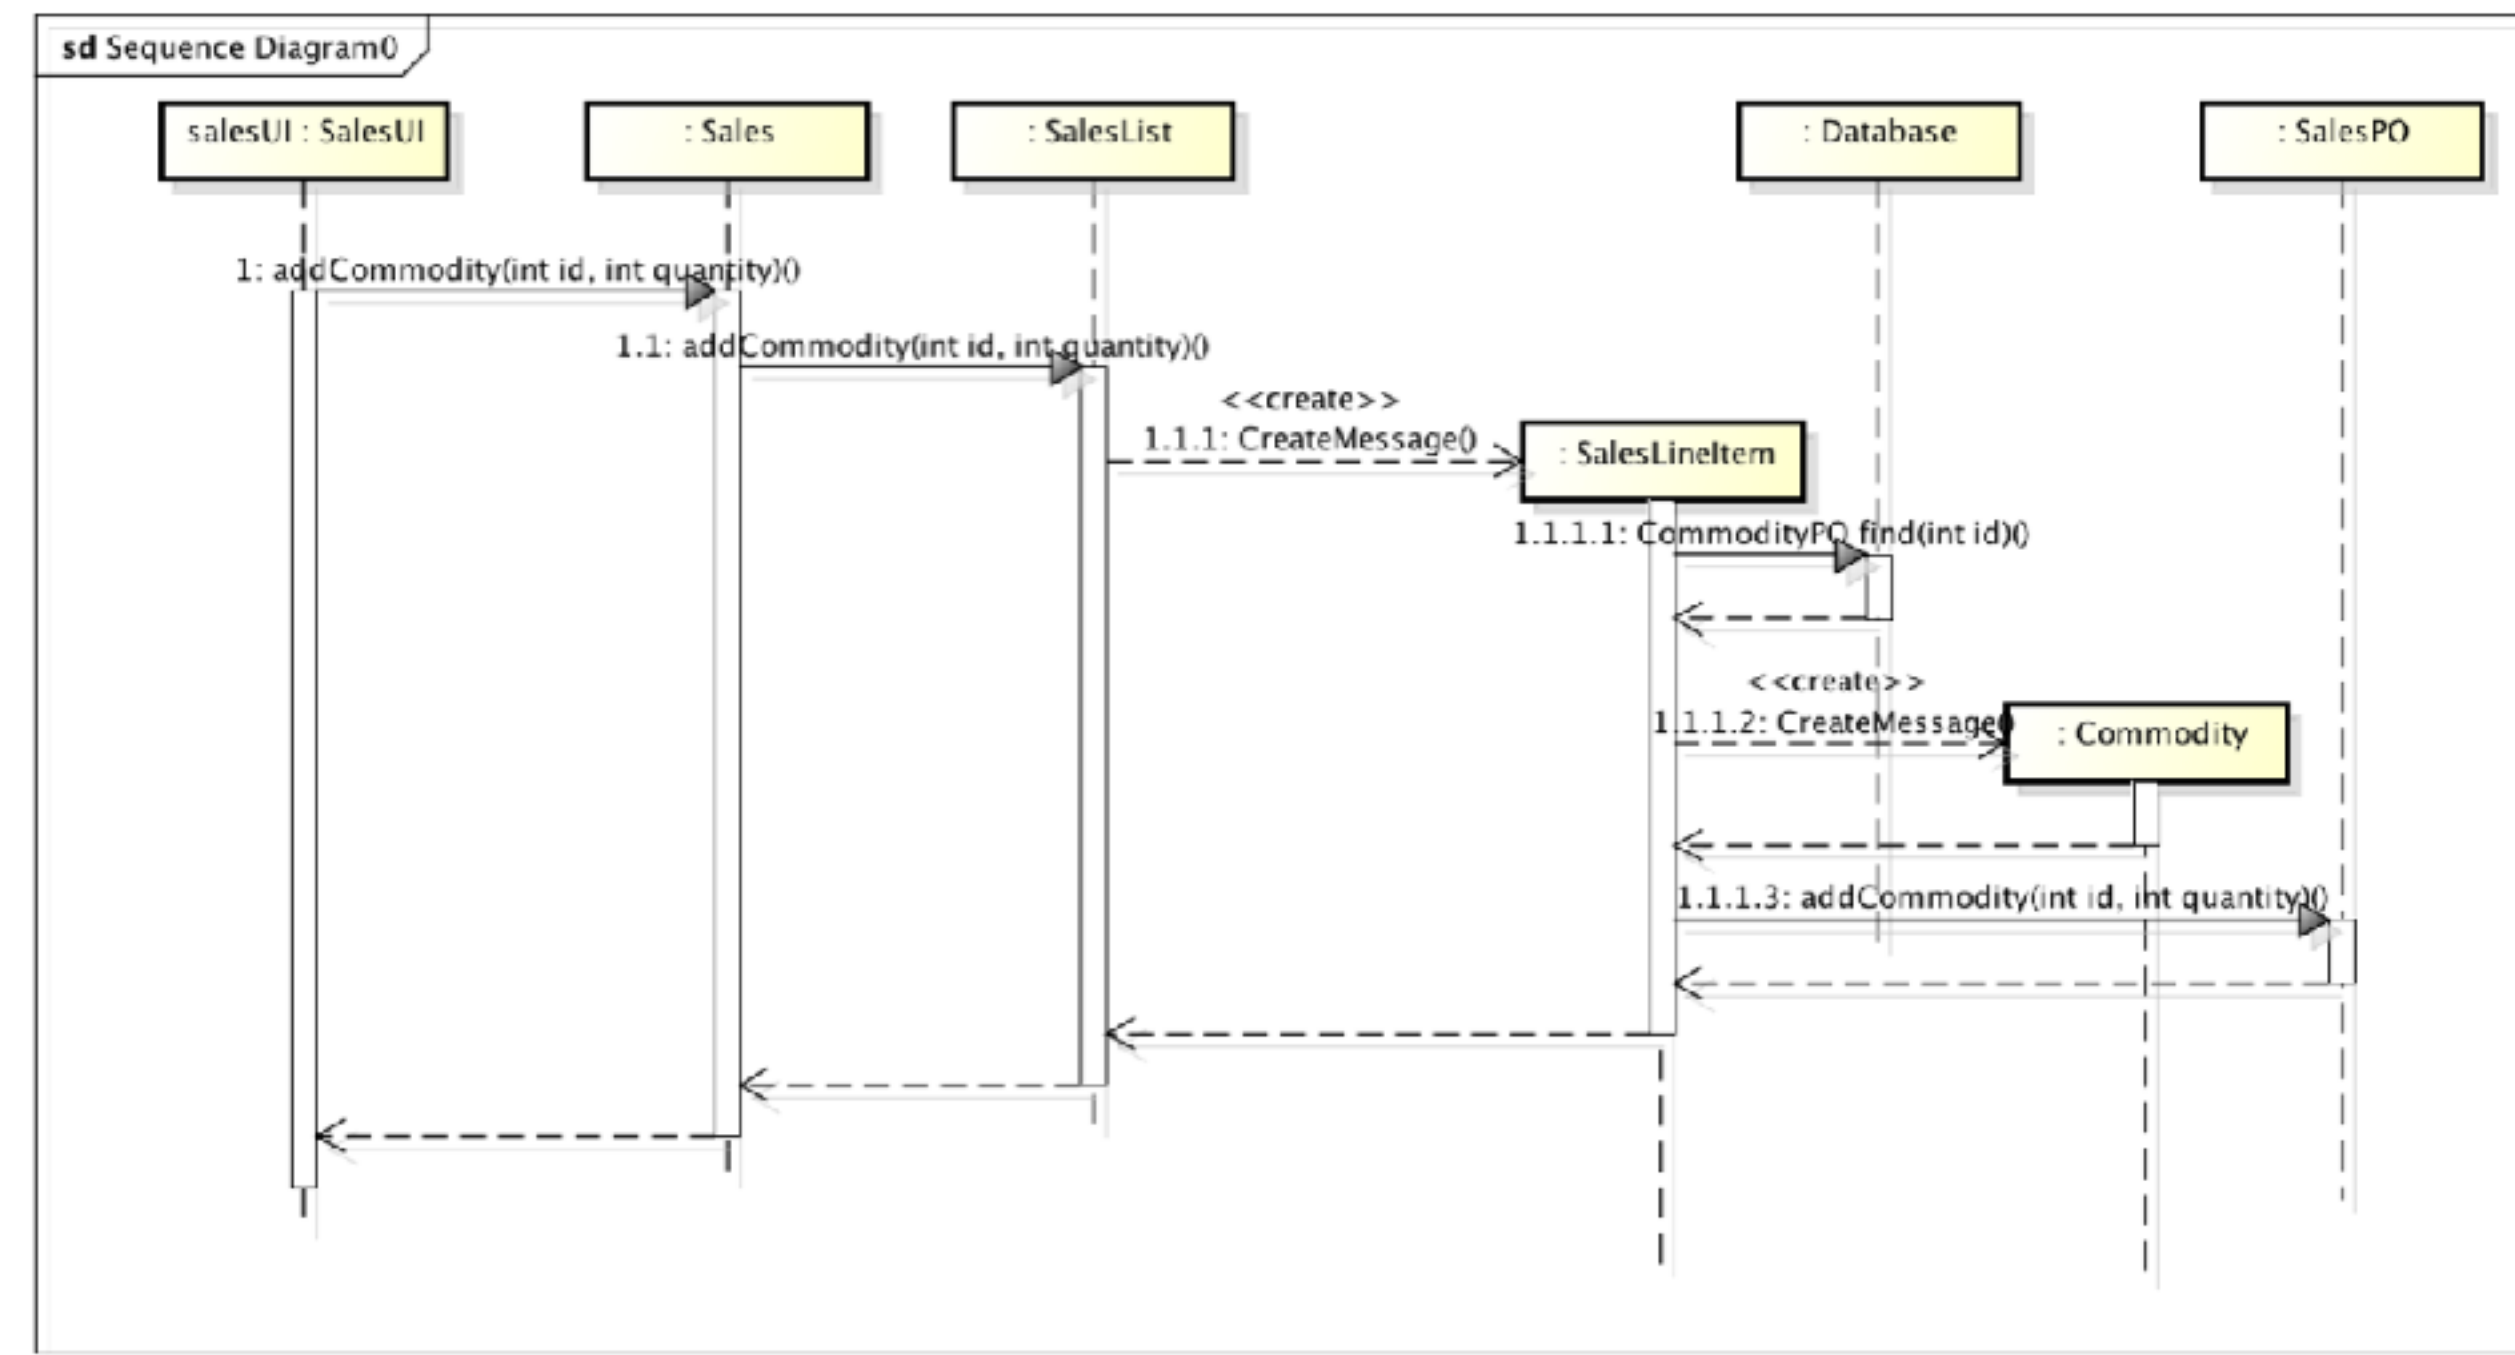 sd Sequence Diagram0
salesUI : SalesUI
: Sales
: SalesList
: Database
: SalesPO
1: addCommodity(int id, int quantity)()
1.1: addCommodity(int id, int quantity)()
<<create>>
1.1.1: CreateMessage()
: SalesLineItem
1.1.1.1: CommodityPO find(int id)()
<<create>>
1.1.1.2: CreateMessage()
: Commodity
1.1.1.3: addCommodity(int id, int quantity)()